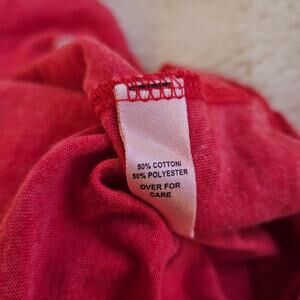 50% COTTON
50% POLYESTER
OVER FOR
CARE